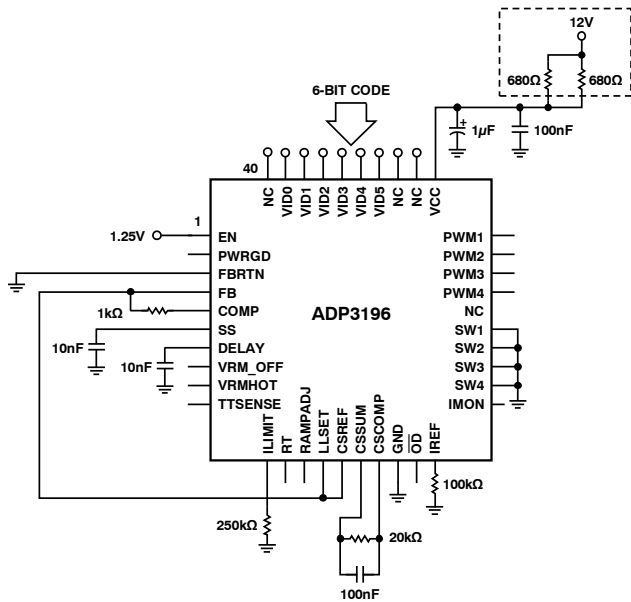 12V
680Ω
680Ω
6-BIT CODE
+
1µF
100nF
40
NC
VID0
VID1
VID2
VID3
VID4
VID5
NC
NC
VCC
1
1.25V
EN
PWRGD
FBRTN
FB
COMP
SS
DELAY
VRM_OFF
VRMHOT
TTSENSE
1kΩ
10nF
10nF
ADP3196
PWM1
PWM2
PWM3
PWM4
NC
SW1
SW2
SW3
SW4
IMON
ILIMIT
RT
RAMPADJ
LLSET
CSREF
CSSUM
CSCOMP
GND
OD
IREF
250kΩ
20kΩ
100nF
100kΩ